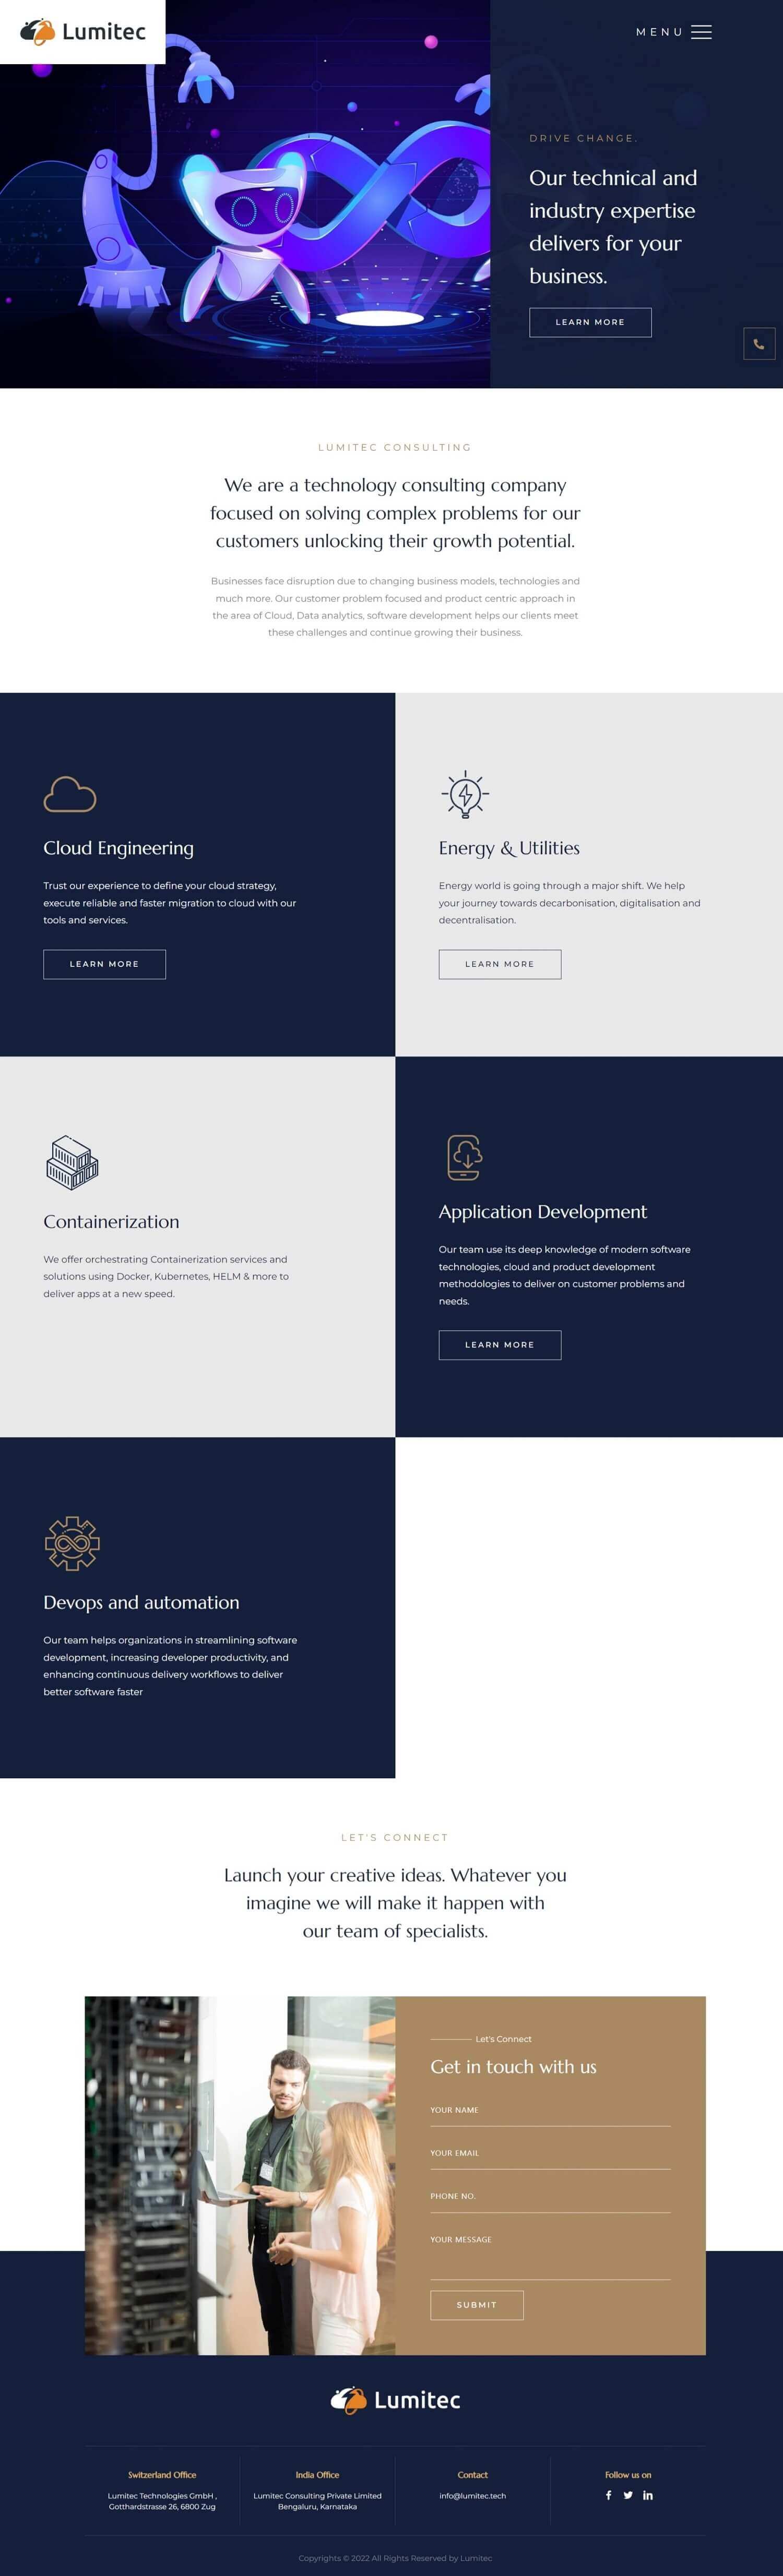 Lumitec
MENU
DRIVE CHANGE.
Our technical and
industry expertise
delivers for your
business.
LEARN MORE
LUMITEC CONSULTING
We are a technology consulting company
focused on solving complex problems for our
customers unlocking their growth potential.
Businesses face disruption due to changing business models, technologies and
much more. Our customer problem focused and product centric approach in
the area of Cloud, Data analytics, software development helps our clients meet
these challenges and continue growing their business.
Cloud Engineering
Trust our experience to define your cloud strategy,
execute reliable and faster migration to cloud with our
tools and services.
LEARN MORE
Energy & Utilities
Energy world is going through a major shift. We help
your journey towards decarbonisation, digitalisation and
decentralisation.
LEARN MORE
Containerization
We offer orchestrating Containerization services and
solutions using Docker, Kubernetes, HELM & more to
deliver apps at a new speed.
Application Development
Our team use its deep knowledge of modern software
technologies, cloud and product development
methodologies to deliver on customer problems and
needs.
LEARN MORE
Devops and automation
Our team helps organizations in streamlining software
development, increasing developer productivity, and
enhancing continuous delivery workflows to deliver
better software faster
LET'S CONNECT
Launch your creative ideas. Whatever you
imagine we will make it happen with
our team of specialists.
Let's Connect
Get in touch with us
YOUR NAME
YOUR EMAIL
PHONE NO.
YOUR MESSAGE
SUBMIT
Lumitec
Switzerland Office
Lumitec Technologies GmbH ,
Gotthardstrasse 26, 6800 Zug
India Office
Lumitec Consulting Private Limited
Bengaluru, Karnataka
Contact
info@lumitec.tech
Follow us on
Copyrights © 2022 All Rights Reserved by Lumitec